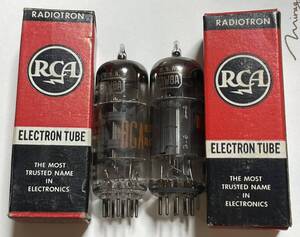 RADIOTRON
RCA
ELECTRON TUBE
THE MOST
TRUSTED NAME
IN
ELECTRONICS
RCA
RADIOTRON
RCA
ELECTRON TUBE
THE MOST
TRUSTED NAME
IN
ELECTRONICS